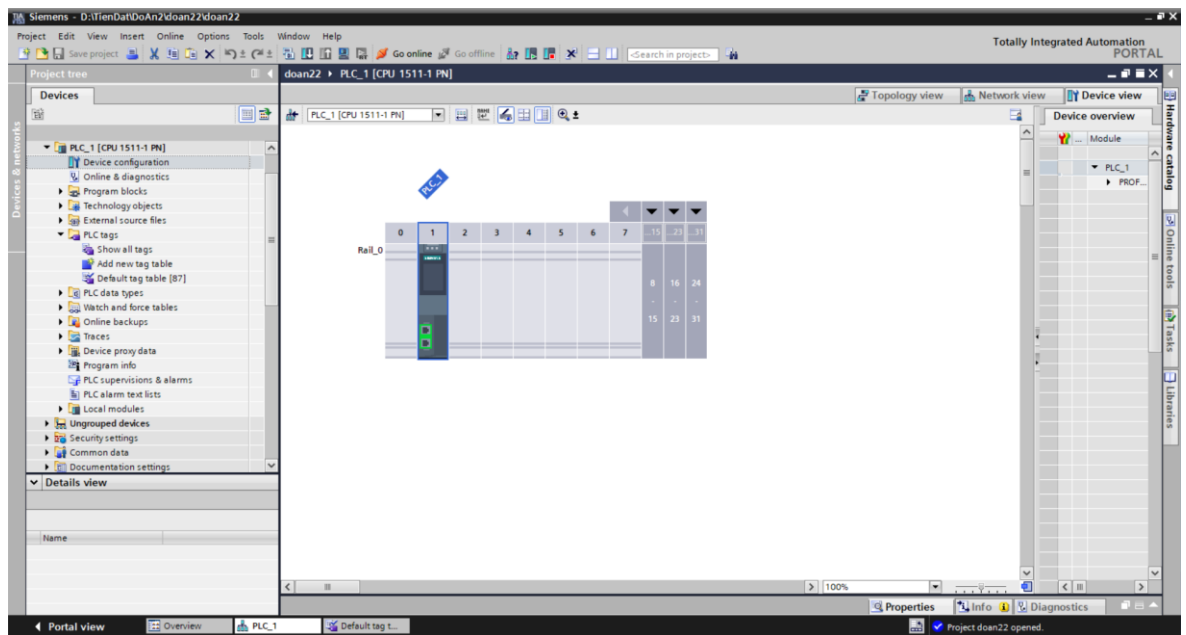 Siemens - D:\TienDat\DoAn2\doan22\doan22
Project Edit View Insert Online Options Tools Window Help
Totally Integrated Automation
PORTAL
Save project Go online Go offline <Search in project>
Project tree
doan22 PLC_1 [CPU 1511-1 PN]
Devices
Topology view Network view Device view
PLC_1 [CPU 1511-1 PN]
Device overview
... Module
PLC_1
PROF...
PLC_1 [CPU 1511-1 PN]
Device configuration
Online & diagnostics
Program blocks
Technology objects
External source files
PLC tags
Show all tags
Add new tag table
Default tag table [87]
PLC data types
Watch and force tables
Online backups
Traces
Device proxy data
Program info
PLC supervisions & alarms
PLC alarm text lists
Local modules
Ungrouped devices
Security settings
Common data
Documentation settings
Details view
Name
Devices & networks
PLC_1
0 1 2 3 4 5 6 7 ...15 ...23 ...31
Rail_0
SIEMENS
8 16 24
- - -
15 23 31
100%
Properties Info Diagnostics
Hardware catalog
Online tools
Tasks
Libraries
Portal view Overview PLC_1 Default tag t... Project doan22 opened.